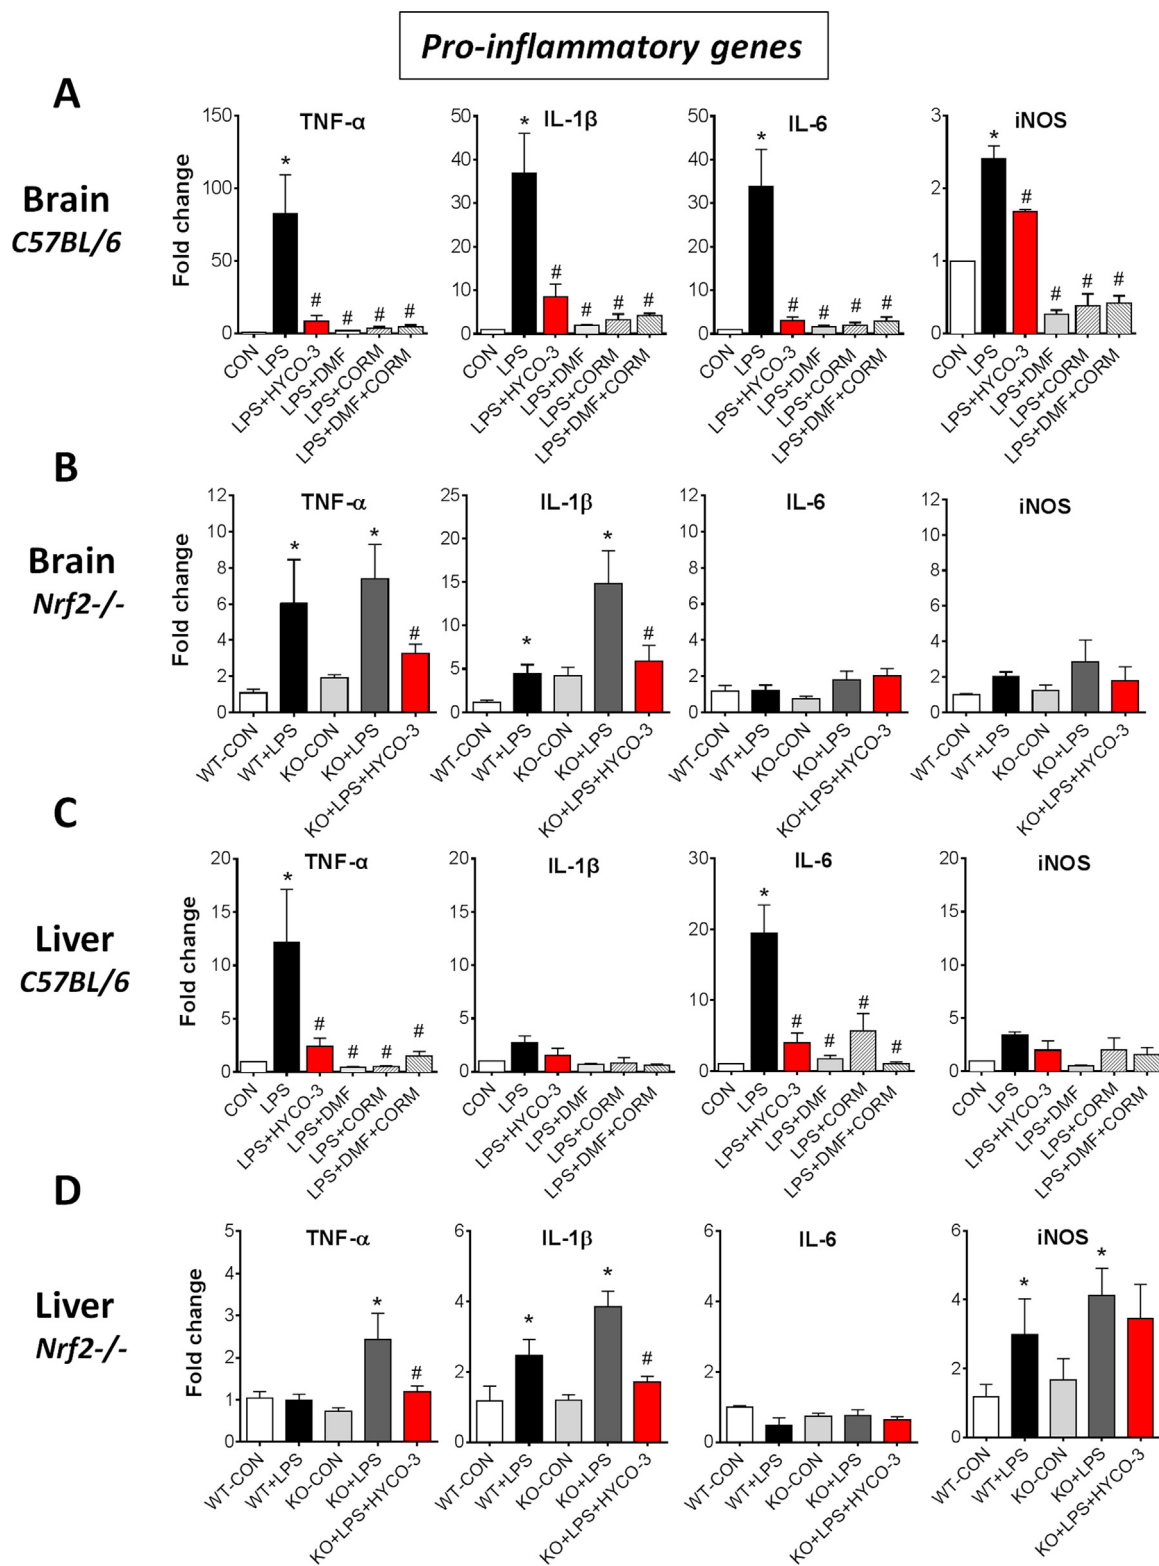 Pro-inflammatory genes
A
Brain
C57BL/6
Fold change
TNF-α
150
100
50
0
*
#
#
#
#
CON
LPS
LPS+HYCO-3
LPS+DMF
LPS+CORM
LPS+DMF+CORM
IL-1β
50
40
30
20
10
0
*
#
#
#
#
CON
LPS
LPS+HYCO-3
LPS+DMF
LPS+CORM
LPS+DMF+CORM
IL-6
50
40
30
20
10
0
*
#
#
#
#
CON
LPS
LPS+HYCO-3
LPS+DMF
LPS+CORM
LPS+DMF+CORM
iNOS
3
2
1
0
*
#
#
#
#
CON
LPS
LPS+HYCO-3
LPS+DMF
LPS+CORM
LPS+DMF+CORM
B
Brain
Nrf2-/-
Fold change
TNF-α
12
10
8
6
4
2
0
*
*
#
WT-CON
WT+LPS
KO-CON
KO+LPS
KO+LPS+HYCO-3
IL-1β
25
20
15
10
5
0
*
*
#
WT-CON
WT+LPS
KO-CON
KO+LPS
KO+LPS+HYCO-3
IL-6
12
10
8
6
4
2
0
WT-CON
WT+LPS
KO-CON
KO+LPS
KO+LPS+HYCO-3
iNOS
12
10
8
6
4
2
0
WT-CON
WT+LPS
KO-CON
KO+LPS
KO+LPS+HYCO-3
C
Liver
C57BL/6
Fold change
TNF-α
20
15
10
5
0
*
#
#
#
#
CON
LPS
LPS+HYCO-3
LPS+DMF
LPS+CORM
LPS+DMF+CORM
IL-1β
20
15
10
5
0
CON
LPS
LPS+HYCO-3
LPS+DMF
LPS+CORM
LPS+DMF+CORM
IL-6
30
20
10
0
*
#
#
#
#
CON
LPS
LPS+HYCO-3
LPS+DMF
LPS+CORM
LPS+DMF+CORM
iNOS
20
15
10
5
0
CON
LPS
LPS+HYCO-3
LPS+DMF
LPS+CORM
LPS+DMF+CORM
D
Liver
Nrf2-/-
Fold change
TNF-α
5
4
3
2
1
0
*
#
WT-CON
WT+LPS
KO-CON
KO+LPS
KO+LPS+HYCO-3
IL-1β
6
4
2
0
*
*
#
WT-CON
WT+LPS
KO-CON
KO+LPS
KO+LPS+HYCO-3
IL-6
6
4
2
0
WT-CON
WT+LPS
KO-CON
KO+LPS
KO+LPS+HYCO-3
iNOS
6
4
2
0
*
*
WT-CON
WT+LPS
KO-CON
KO+LPS
KO+LPS+HYCO-3